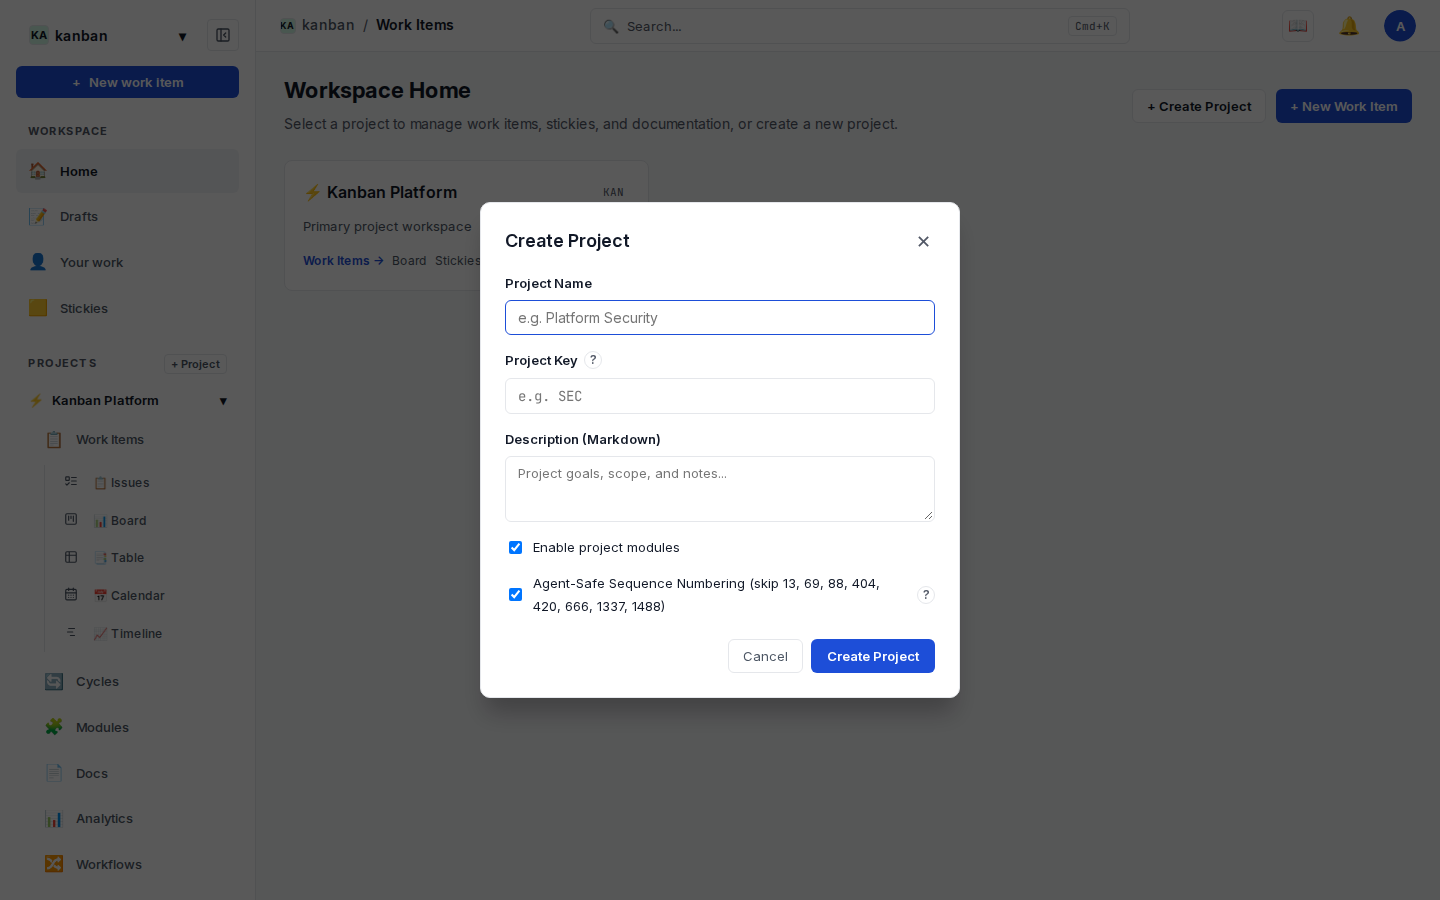 KA kanban ▾
+ New work item
WORKSPACE
Home
Drafts
Your work
Stickies
PROJECTS
+ Project
Kanban Platform ▾
Work Items
Issues
Board
Table
Calendar
Timeline
Cycles
Modules
Docs
Analytics
Workflows
KA kanban / Work Items
Search...
Cmd+K
A
Workspace Home
Select a project to manage work items, stickies, and documentation, or create a new project.
+ Create Project
+ New Work Item
⚡ Kanban Platform
KAN
Primary project workspace
Work Items → Board Stickies
Create Project
✕
Project Name
e.g. Platform Security
Project Key ?
e.g. SEC
Description (Markdown)
Project goals, scope, and notes...
Enable project modules
Agent-Safe Sequence Numbering (skip 13, 69, 88, 404,
420, 666, 1337, 1488)
?
Cancel
Create Project